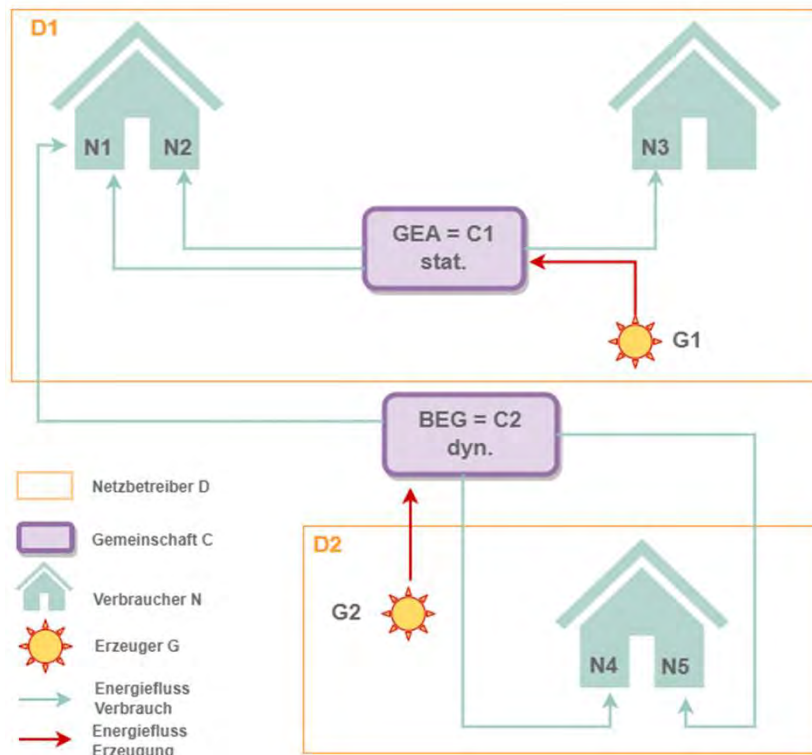 D1
N1 N2
N3
GEA = C1
stat.
G1
BEG = C2
dyn.
Netzbetreiber D
Gemeinschaft C
D2
Verbraucher N
G2
Erzeuger G
N4 N5
Energiefluss
Verbrauch
Energiefluss
Erzeugung